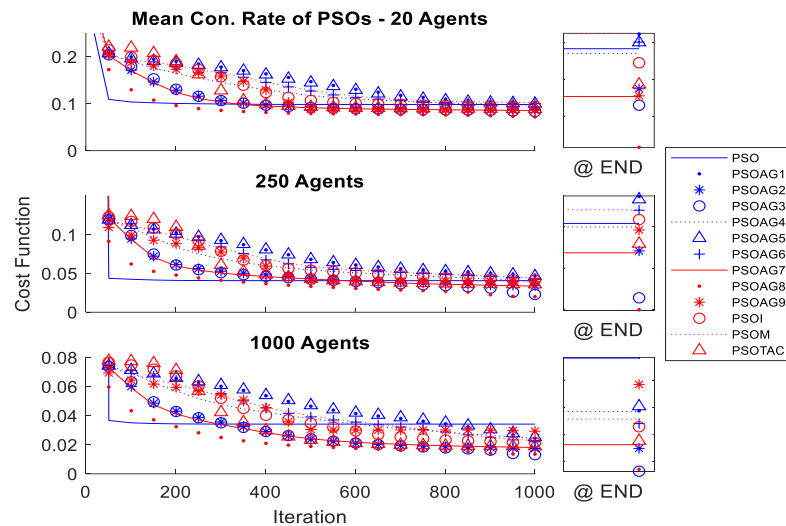 Mean Con. Rate of PSOs - 20 Agents
0.2
0.1
0
@ END
250 Agents
0.1
0.05
0
@ END
Cost Function
1000 Agents
0.08
0.06
0.04
0.02
0
0 200 400 600 800 1000
@ END
Iteration
PSO
PSOAG1
PSOAG2
PSOAG3
PSOAG4
PSOAG5
PSOAG6
PSOAG7
PSOAG8
PSOAG9
PSOI
PSOM
PSOTAC